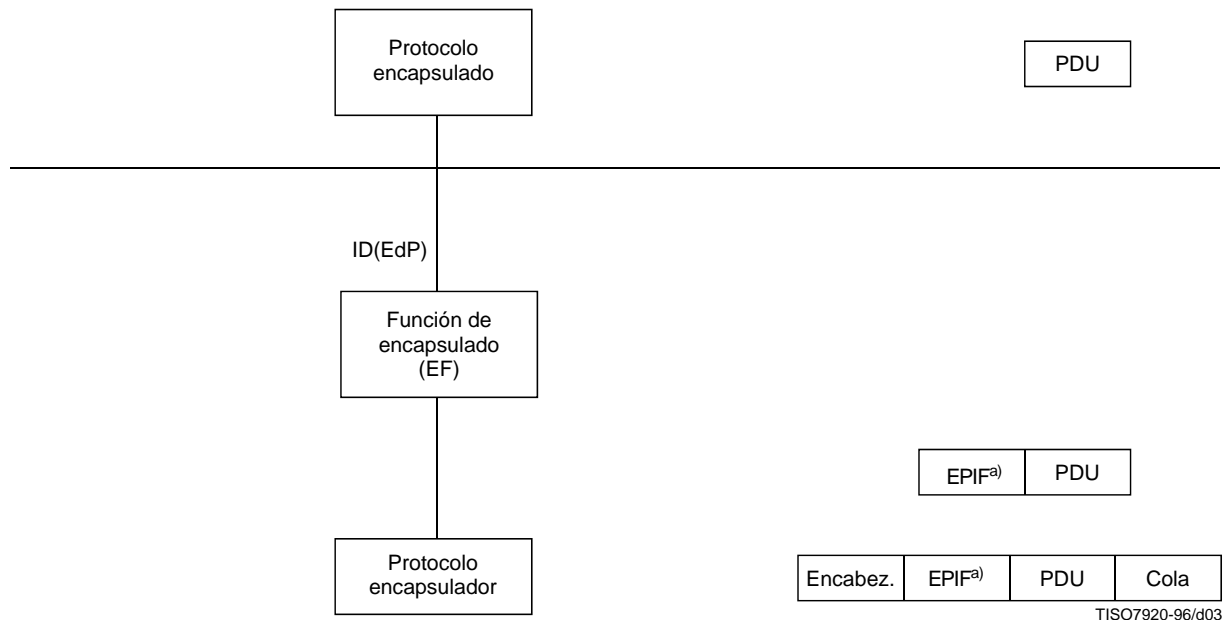 Protocolo
encapsulado
PDU
ID(EdP)
Función de
encapsulado
(EF)
EPIFa) PDU
Protocolo
encapsulador
Encabez. EPIFa) PDU Cola
TISO7920-96/d03